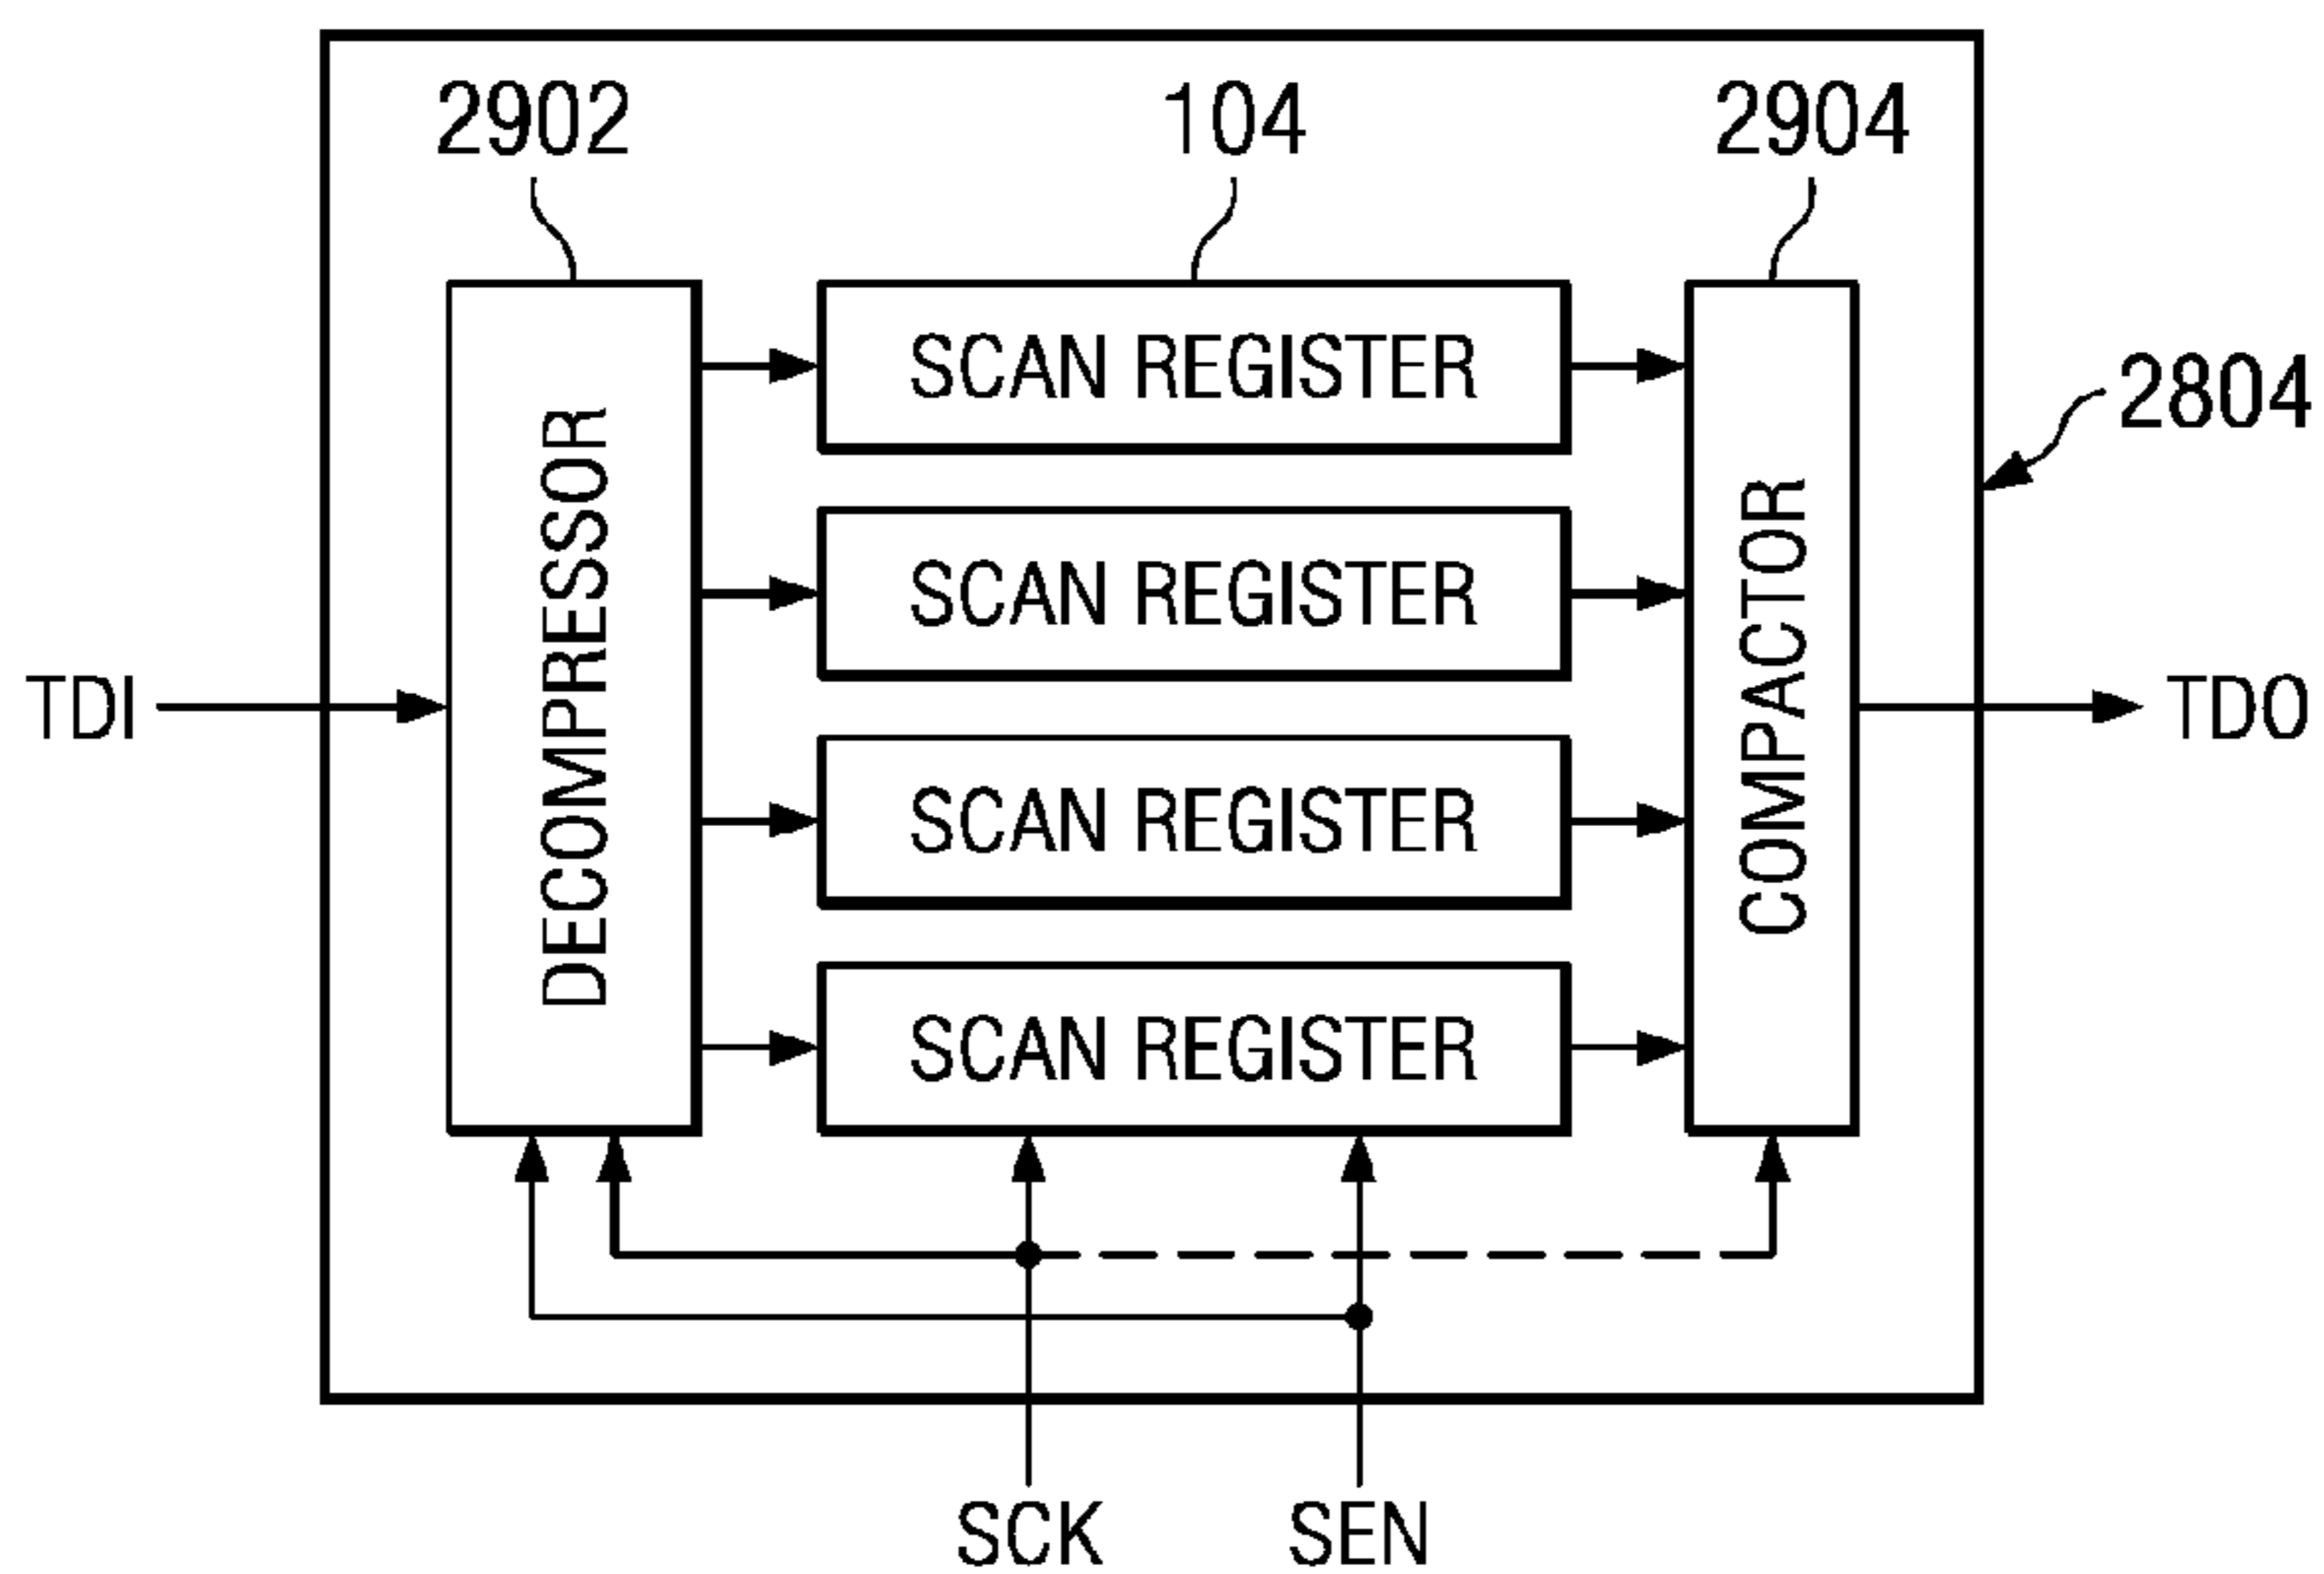 2902
104
2904
2804
DECOMPRESSOR
SCAN REGISTER
SCAN REGISTER
SCAN REGISTER
SCAN REGISTER
COMPACTOR
TDI
TDO
SCK
SEN